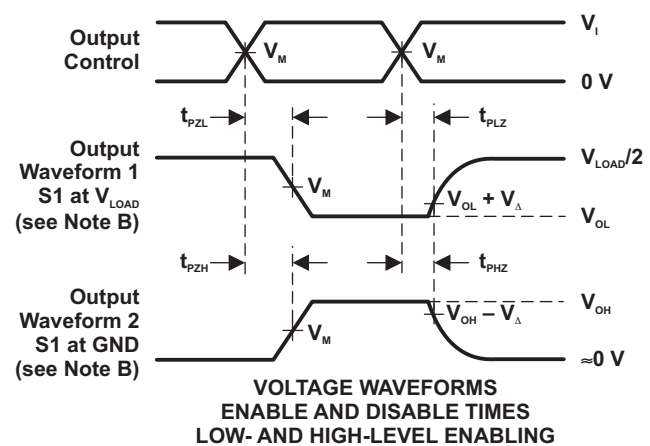 Output
Control
V_M
V_M
V_I
0 V
t_PZL
t_PLZ
Output
Waveform 1
S1 at V_LOAD
(see Note B)
V_M
V_LOAD/2
V_OL + V_Δ
V_OL
t_PZH
t_PHZ
Output
Waveform 2
S1 at GND
(see Note B)
V_M
V_OH
V_OH – V_Δ
≈0 V
VOLTAGE WAVEFORMS
ENABLE AND DISABLE TIMES
LOW- AND HIGH-LEVEL ENABLING